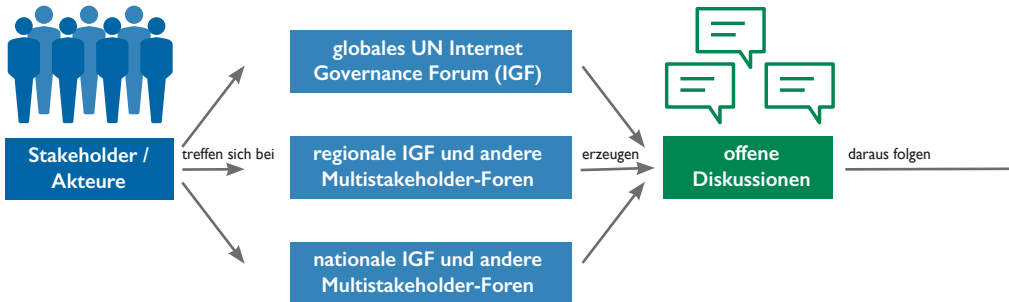 Stakeholder /
Akteure
treffen sich bei
globales UN Internet
Governance Forum (IGF)
regionale IGF und andere
Multistakeholder-Foren
nationale IGF und andere
Multistakeholder-Foren
erzeugen
offene
Diskussionen
daraus folgen